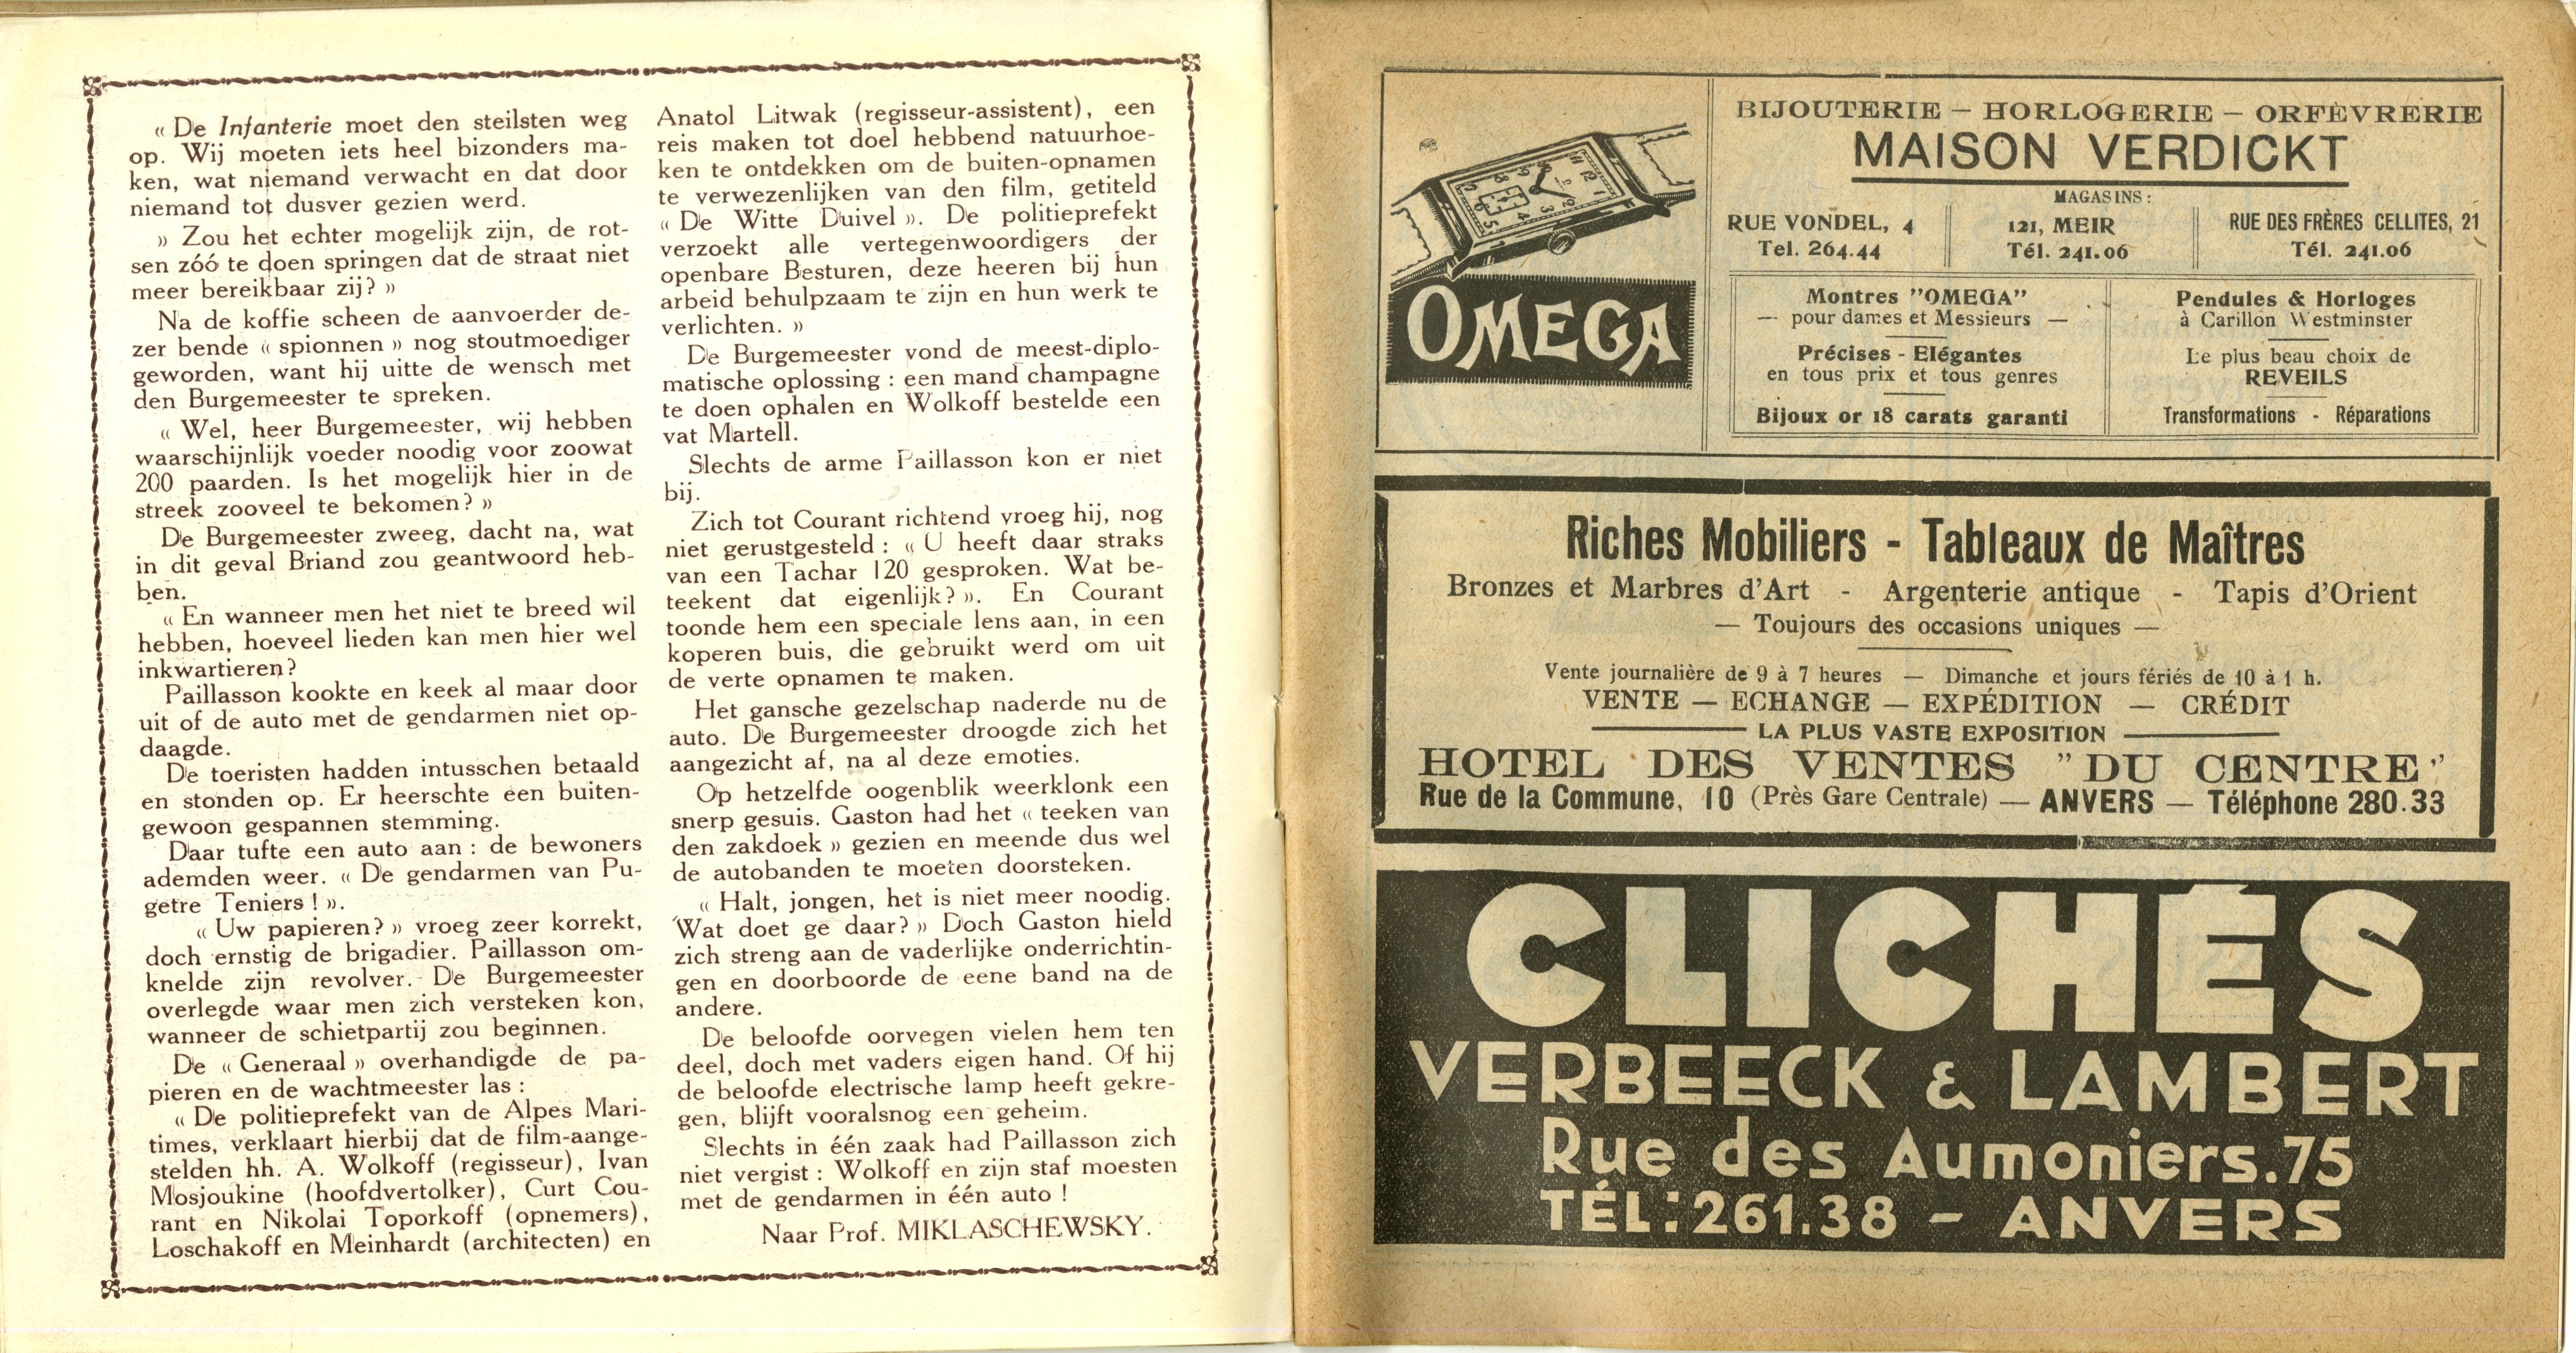 « De Infanterie moet den steilsten weg
op. Wij moeten iets heel bizonders ma-
ken, wat niemand verwacht en dat door
niemand tot dusver gezien werd.
» Zou het echter mogelijk zijn, de rot-
sen zóó te doen springen dat de straat niet
meer bereikbaar zij? »
Na de koffie scheen de aanvoerder de-
zer bende « spionnen » nog stoutmoediger
geworden, want hij uitte de wensch met
den Burgemeester te spreken.
« Wel, heer Burgemeester, wij hebben
waarschijnlijk voeder noodig voor zoowat
200 paarden. Is het mogelijk hier in de
streek zooveel te bekomen? »
De Burgemeester zweeg, dacht na, wat
in dit geval Briand zou geantwoord heb-
ben.
« En wanneer men het niet te breed wil
hebben, hoeveel lieden kan men hier wel
inkwartieren?
Paillasson kookte en keek al maar door
uit of de auto met de gendarmen niet op-
daagde.
De toeristen hadden intusschen betaald
en stonden op. Er heerschte een buiten-
gewoon gespannen stemming.
Daar tufte een auto aan : de bewoners
ademden weer. « De gendarmen van Pu-
getre Teniers ! ».
« Uw papieren? » vroeg zeer korrekt,
doch ernstig de brigadier. Paillasson om-
knelde zijn revolver. De Burgemeester
overlegde waar men zich versteken kon,
wanneer de schietpartij zou beginnen.
De « Generaal » overhandigde de pa-
pieren en de wachtmeester las :
« De politieprefekt van de Alpes Mari-
times, verklaart hierbij dat de film-aange-
stelden hh. A. Wolkoff (regisseur), Ivan
Mosjoukine (hoofdvertolker), Curt Cou-
rant en Nikolai Toporkoff (opnemers),
Loschakoff en Meinhardt (architecten) en
Anatol Litwak (regisseur-assistent), een
reis maken tot doel hebbend natuurhoe-
ken te ontdekken om de buiten-opnamen
te verwezenlijken van den film, getiteld
« De Witte Duivel ». De politieprefekt
verzoekt alle vertegenwoordigers der
openbare Besturen, deze heeren bij hun
arbeid behulpzaam te zijn en hun werk te
verlichten. »
De Burgemeester vond de meest-diplo-
matische oplossing : een mand champagne
te doen ophalen en Wolkoff bestelde een
vat Martell.
Slechts de arme Paillasson kon er niet
bij.
Zich tot Courant richtend vroeg hij, nog
niet gerustgesteld : « U heeft daar straks
van een Tachar 120 gesproken. Wat be-
teekent dat eigenlijk? ». En Courant
toonde hem een speciale lens aan, in een
koperen buis, die gebruikt werd om uit
de verte opnamen te maken.
Het gansche gezelschap naderde nu de
auto. De Burgemeester droogde zich het
aangezicht af, na al deze emoties.
Op hetzelfde oogenblik weerklonk een
snerp gesuis. Gaston had het « teeken van
den zakdoek » gezien en meende dus wel
de autobanden te moeten doorsteken.
« Halt, jongen, het is niet meer noodig.
Wat doet ge daar? » Doch Gaston hield
zich streng aan de vaderlijke onderrichtin-
gen en doorboorde de eene band na de
andere.
De beloofde oorvegen vielen hem ten
deel, doch met vaders eigen hand. Of hij
de beloofde electrische lamp heeft gekre-
gen, blijft vooralsnog een geheim.
Slechts in één zaak had Paillasson zich
niet vergist : Wolkoff en zijn staf moesten
met de gendarmen in één auto !
Naar Prof. MIKLASCHEWSKY.
OMEGA
BIJOUTERIE — HORLOGERIE — ORFÈVRERIE
MAISON VERDICKT
MAGASINS :
RUE VONDEL, 4
Tel. 264.44
121, MEIR
Tél. 241.06
RUE DES FRÈRES CELLITES, 21
Tél. 241.06
Montres "OMEGA"
— pour dames et Messieurs —
Précises - Elégantes
en tous prix et tous genres
Bijoux or 18 carats garanti
Pendules & Horloges
à Carillon Westminster
Le plus beau choix de
REVEILS
Transformations - Réparations
Riches Mobiliers - Tableaux de Maîtres
Bronzes et Marbres d'Art - Argenterie antique - Tapis d'Orient
— Toujours des occasions uniques —
Vente journalière de 9 à 7 heures — Dimanche et jours fériés de 10 à 1 h.
VENTE — ECHANGE — EXPÉDITION — CRÉDIT
LA PLUS VASTE EXPOSITION
HOTEL DES VENTES "DU CENTRE"
Rue de la Commune, 10 (Près Gare Centrale) — ANVERS — Téléphone 280.33
CLICHÉS
VERBEECK & LAMBERT
Rue des Aumoniers.75
TÉL: 261.38 - ANVERS